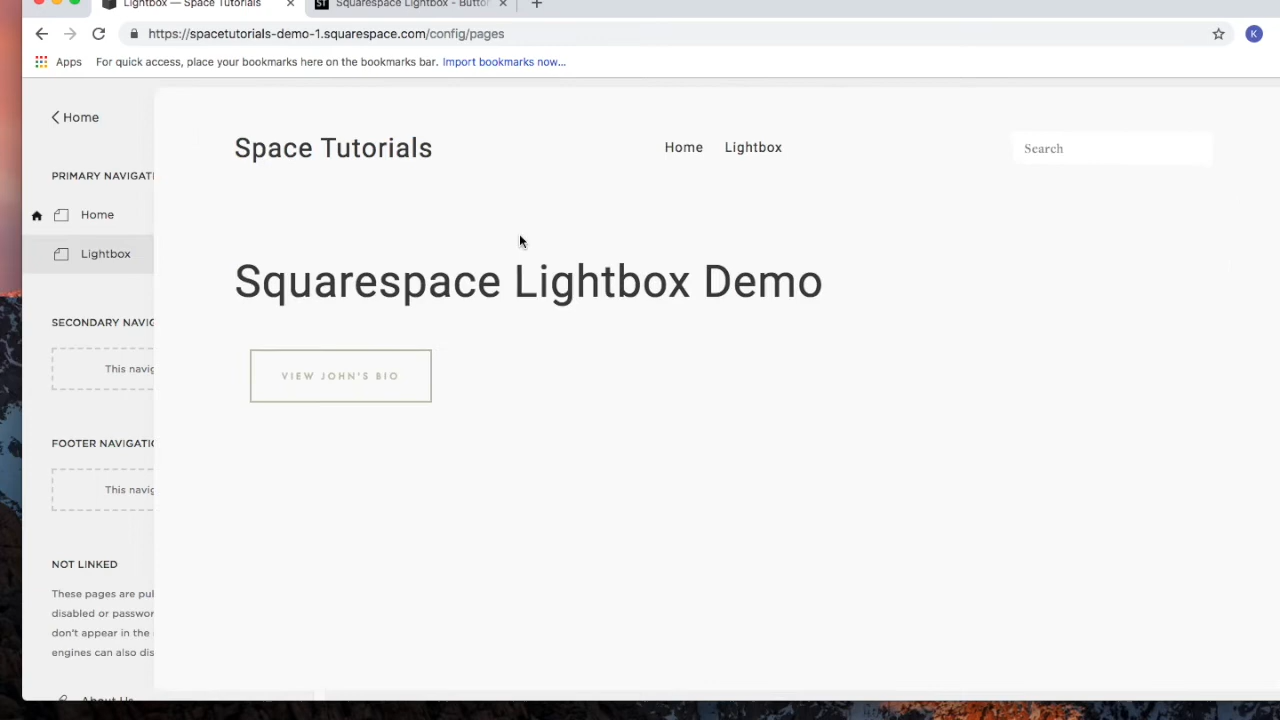 Lightbox — Space Tutorials
Squarespace Lightbox - Button
https://spacetutorials-demo-1.squarespace.com/config/pages
K
Apps
For quick access, place your bookmarks here on the bookmarks bar. Import bookmarks now...
Home
PRIMARY NAVIGATI
Home
Lightbox
SECONDARY NAVIG
This navig
FOOTER NAVIGATIO
This navig
NOT LINKED
These pages are pul
disabled or passwor
don't appear in the
engines can also dis
About Us
Space Tutorials
Home
Lightbox
Search
Squarespace Lightbox Demo
VIEW JOHN'S BIO